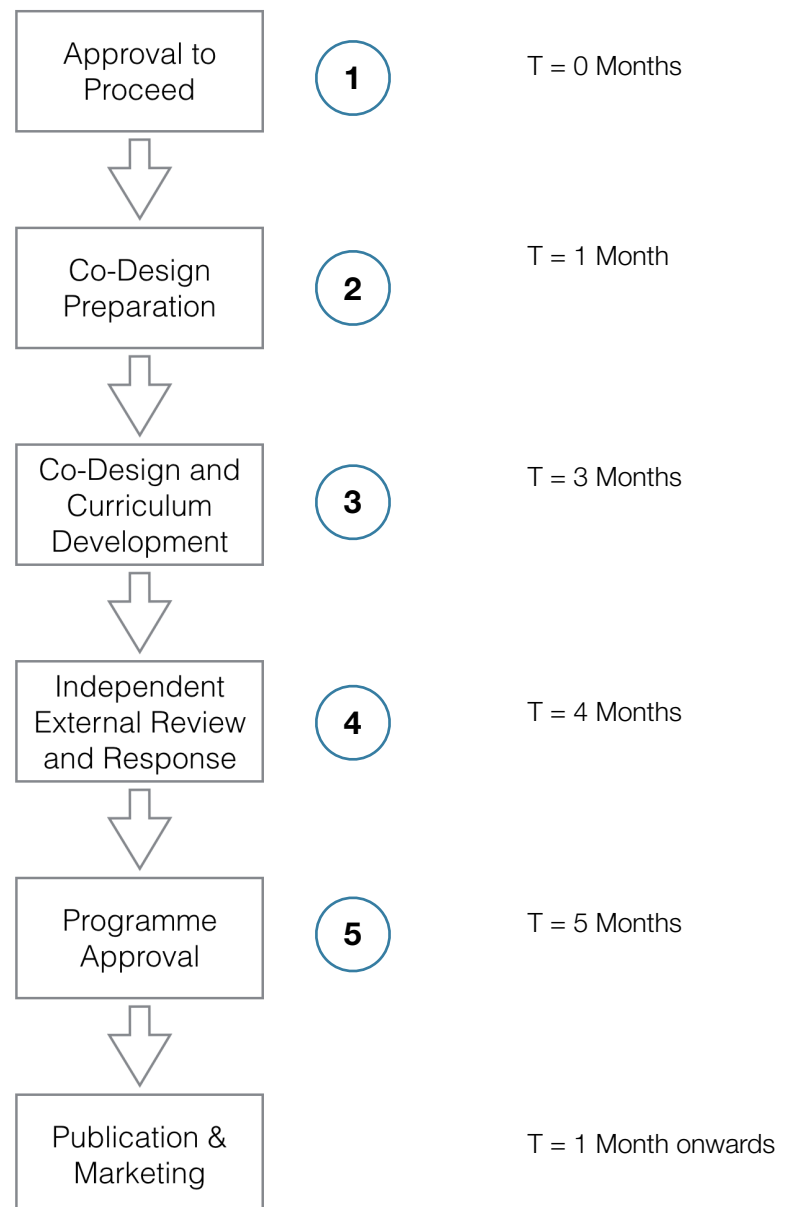 Approval to
Proceed
1
T = 0 Months
Co-Design
Preparation
2
T = 1 Month
Co-Design and
Curriculum
Development
3
T = 3 Months
Independent
External Review
and Response
4
T = 4 Months
Programme
Approval
5
T = 5 Months
Publication &
Marketing
T = 1 Month onwards